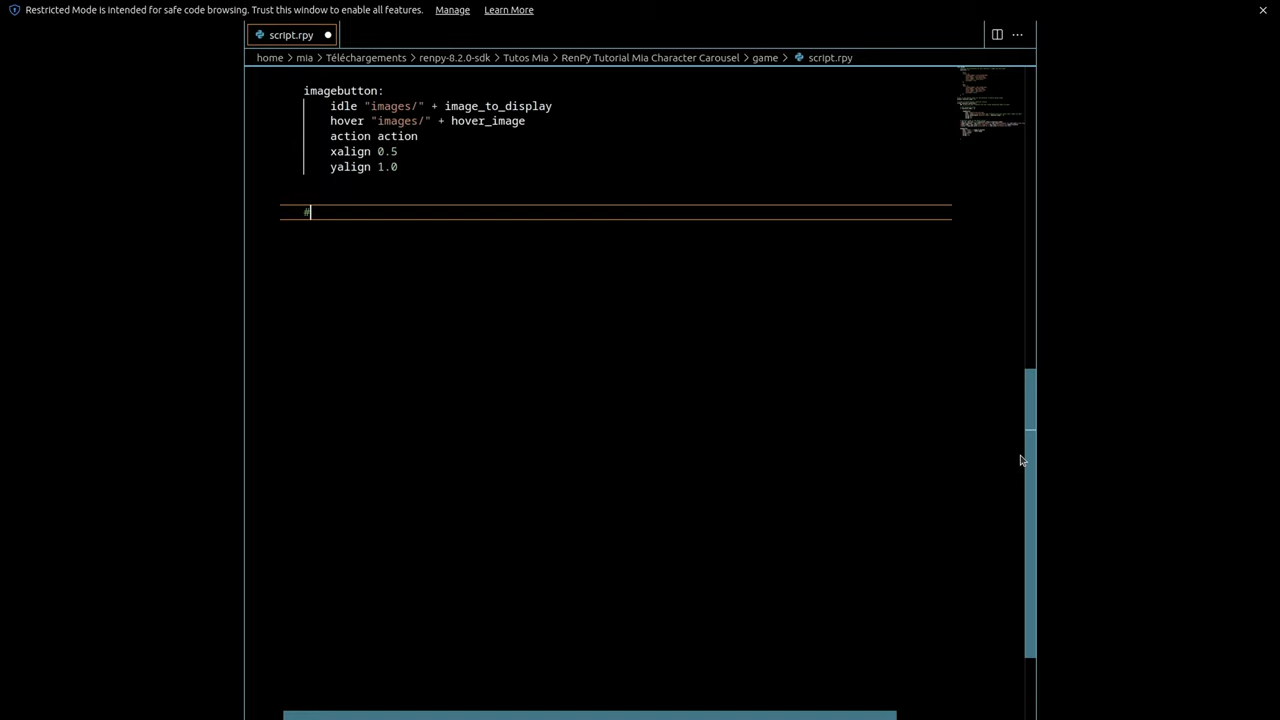 Restricted Mode is intended for safe code browsing. Trust this window to enable all features. Manage Learn More
script.rpy
home > mia > Téléchargements > renpy-8.2.0-sdk > Tutos Mia > RenPy Tutorial Mia Character Carousel > game > script.rpy
imagebutton:
idle "images/" + image_to_display
hover "images/" + hover_image
action action
xalign 0.5
yalign 1.0
#